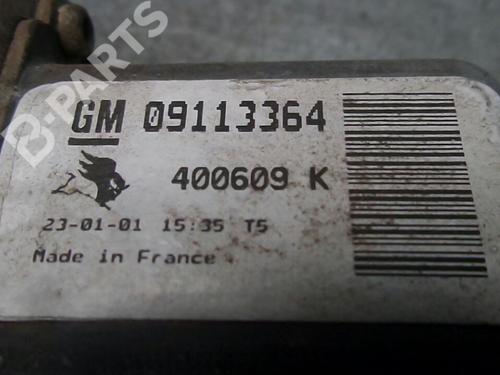 B-PARTS
GM 09113364
400609 K
23-01-01 15:35 T5
Made in France